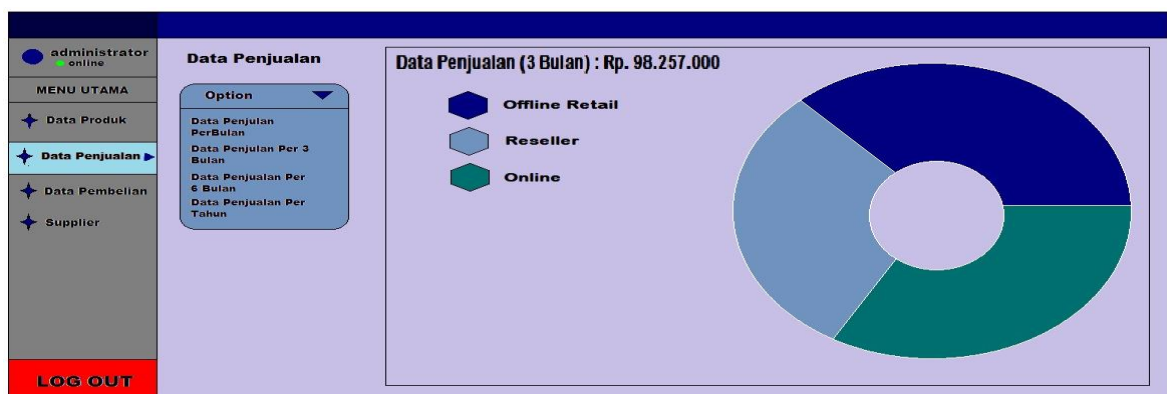 administrator
online
MENU UTAMA
Data Produk
Data Penjualan
Data Pembelian
Supplier
LOG OUT
Data Penjualan
Option
Data Penjulan
PerBulan
Data Penjulan Per 3
Bulan
Data Penjualan Per
6 Bulan
Data Penjualan Per
Tahun
Data Penjualan (3 Bulan) : Rp. 98.257.000
Offline Retail
Reseller
Online